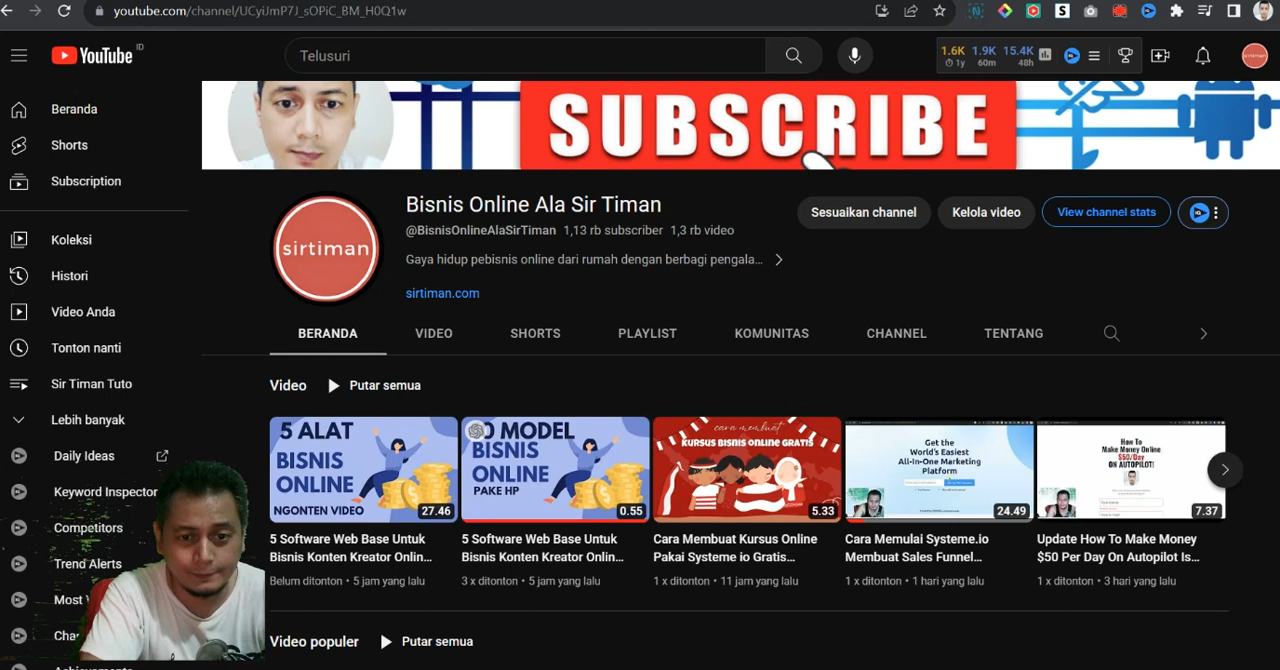 youtube.com/channel/UCyiJmP7J_sOPiC_BM_H0Q1w
YouTube ID
Telusuri
1.6K 1.9K 15.4K
1y 60m 48h
sirtiman
Beranda
Shorts
Subscription
Koleksi
Histori
Video Anda
Tonton nanti
Sir Timan Tuto
Lebih banyak
Daily Ideas
Keyword Inspector
Competitors
Trend Alerts
Most
Cha
SUBSCRIBE
sirtiman
Bisnis Online Ala Sir Timan
@BisnisOnlineAlaSirTiman 1,13 rb subscriber 1,3 rb video
Gaya hidup pebisnis online dari rumah dengan berbagi pengala...
sirtiman.com
Sesuaikan channel
Kelola video
View channel stats
BERANDA VIDEO SHORTS PLAYLIST KOMUNITAS CHANNEL TENTANG
Video Putar semua
5 ALAT
BISNIS
ONLINE
NGONTEN VIDEO
27.46
5 Software Web Base Untuk
Bisnis Konten Kreator Onlin...
Belum ditonton • 5 jam yang lalu
0 MODEL
BISNIS
ONLINE
PAKE HP
0.55
5 Software Web Base Untuk
Bisnis Konten Kreator Onlin...
3 x ditonton • 5 jam yang lalu
cara membuat
KURSUS BISNIS ONLINE GRATIS
5.33
Cara Membuat Kursus Online
Pakai Systeme io Gratis...
1 x ditonton • 11 jam yang lalu
Get the
World's Easiest
All-In-One Marketing
Platform
24.49
Cara Memulai Systeme.io
Membuat Sales Funnel...
1 x ditonton • 1 hari yang lalu
How To
Make Money Online
$50/Day
ON AUTOPILOT!
7.37
Update How To Make Money
$50 Per Day On Autopilot Is...
1 x ditonton • 3 hari yang lalu
Video populer Putar semua